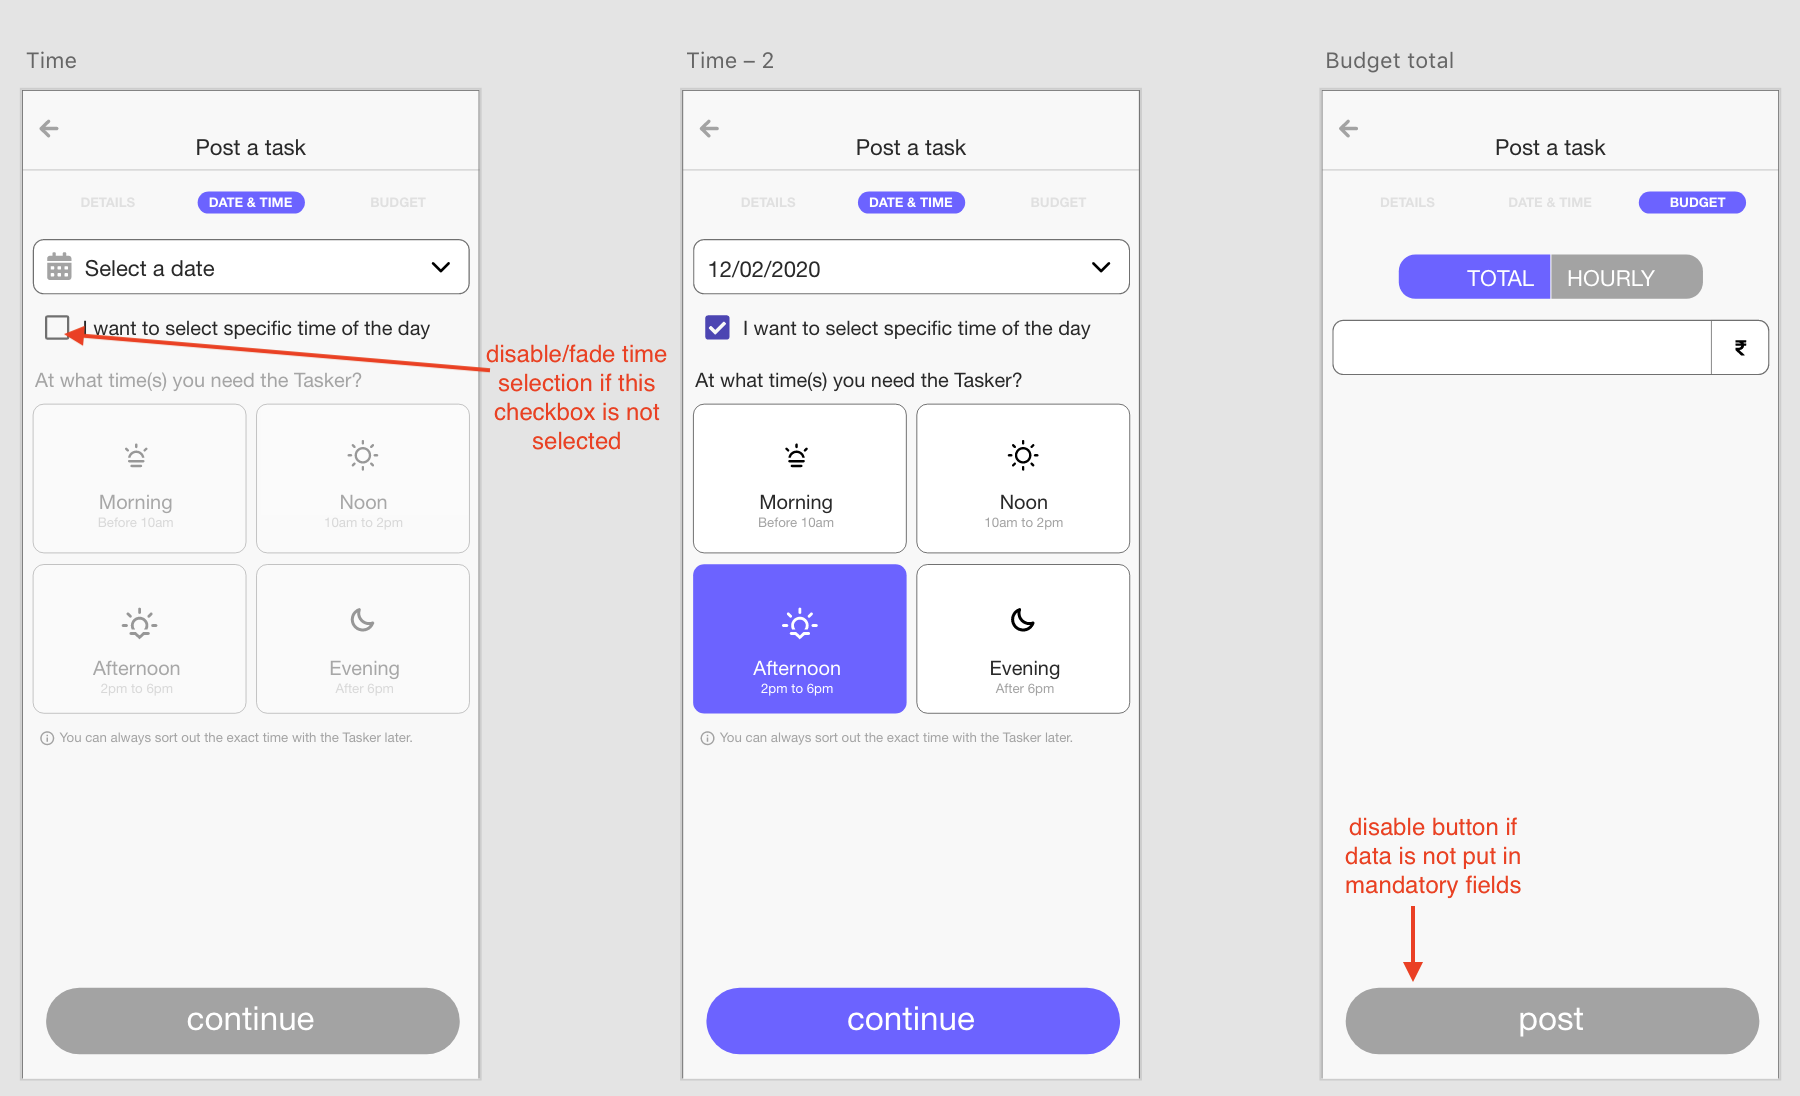 Time
Post a task
DETAILS DATE & TIME BUDGET
Select a date
I want to select specific time of the day
At what time(s) you need the Tasker?
Morning
Before 10am
Noon
10am to 2pm
Afternoon
2pm to 6pm
Evening
After 6pm
You can always sort out the exact time with the Tasker later.
continue
disable/fade time
selection if this
checkbox is not
selected
Time – 2
Post a task
DETAILS DATE & TIME BUDGET
12/02/2020
I want to select specific time of the day
At what time(s) you need the Tasker?
Morning
Before 10am
Noon
10am to 2pm
Afternoon
2pm to 6pm
Evening
After 6pm
You can always sort out the exact time with the Tasker later.
continue
Budget total
Post a task
DETAILS DATE & TIME BUDGET
TOTAL HOURLY
₹
disable button if
data is not put in
mandatory fields
post